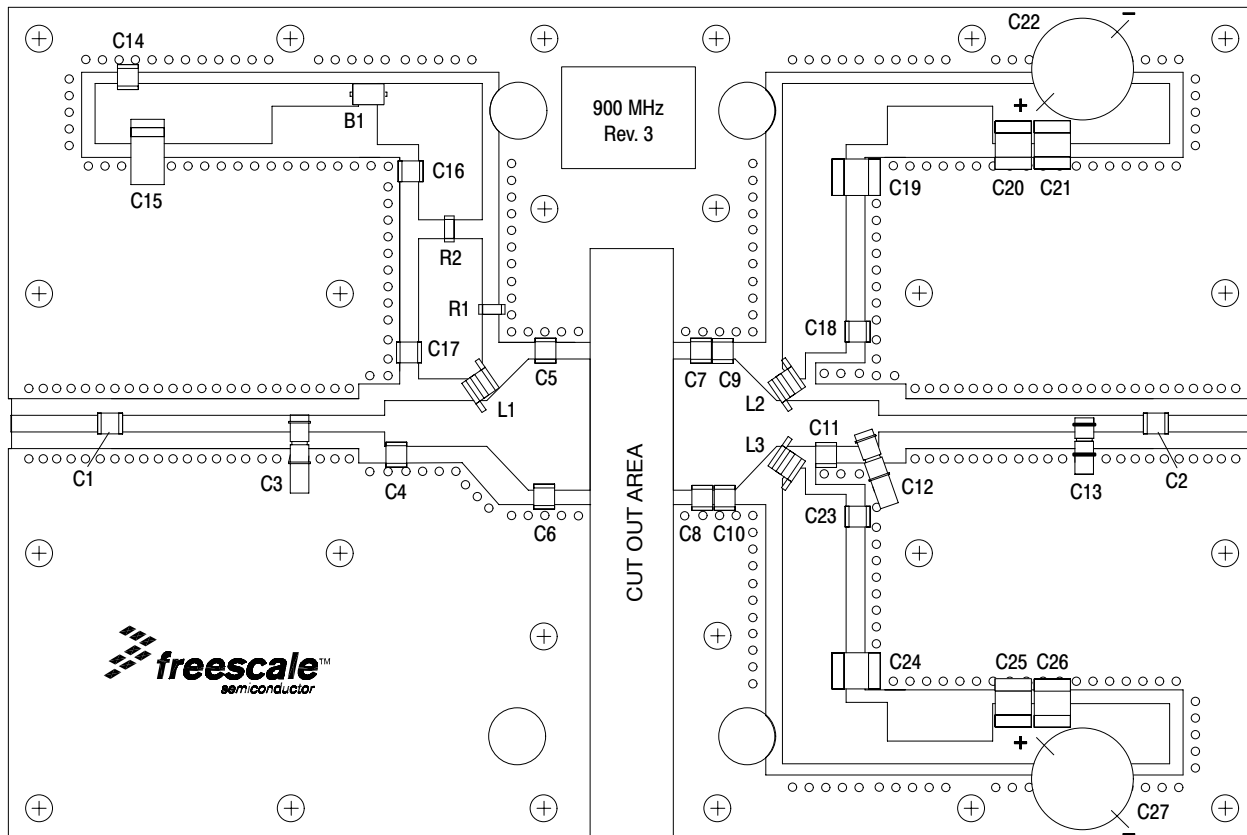 C14
C22
–
900 MHz
Rev. 3
B1
+
C15
C16
C19
C20
C21
R2
R1
C18
C17
C5
C7
C9
L1
L2
C11
L3
C1
C3
C4
C12
C13
C2
C6
C8
C10
C23
CUT OUT AREA
freescale™
semiconductor
C24
C25
C26
+
C27
–